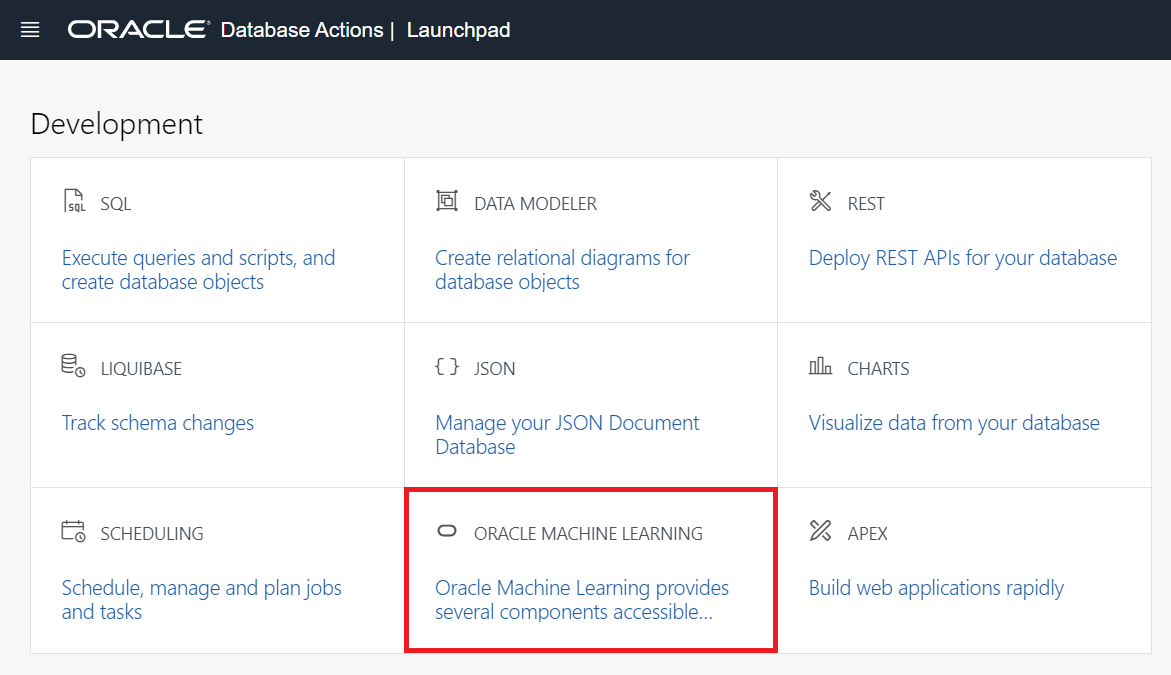 ORACLE® Database Actions | Launchpad
Development
SQL
SQL
Execute queries and scripts, and
create database objects
DATA MODELER
Create relational diagrams for
database objects
REST
Deploy REST APIs for your database
LIQUIBASE
Track schema changes
{ } JSON
Manage your JSON Document
Database
CHARTS
Visualize data from your database
SCHEDULING
Schedule, manage and plan jobs
and tasks
ORACLE MACHINE LEARNING
Oracle Machine Learning provides
several components accessible...
APEX
Build web applications rapidly